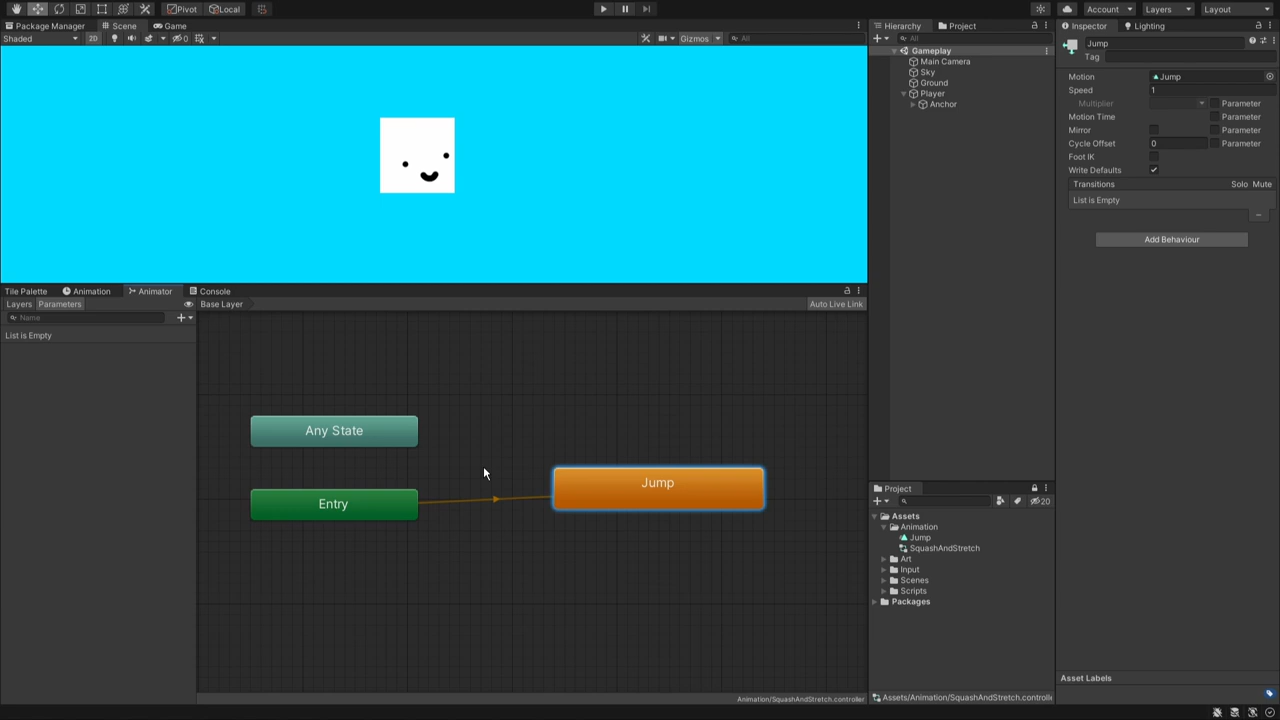 Pivot Local Account Layers Layout
Package Manager Scene Game Hierarchy Project Inspector Lighting
Shaded 2D 0 Gizmos All All Jump
Tag
Gameplay
Main Camera
Sky
Ground
Player
Anchor
Motion Jump
Speed 1
Multiplier Parameter
Motion Time Parameter
Mirror Parameter
Cycle Offset 0 Parameter
Foot IK
Write Defaults
Transitions Solo Mute
List is Empty
Add Behaviour
Tile Palette Animation Animator Console
Layers Parameters Base Layer Auto Live Link
Name
List is Empty
Any State
Entry
Jump
Animation/SquashAndStretch.controller
Project
20
Assets
Animation
Jump
SquashAndStretch
Art
Input
Scenes
Scripts
Packages
Assets/Animation/SquashAndStretch.controlle
Asset Labels